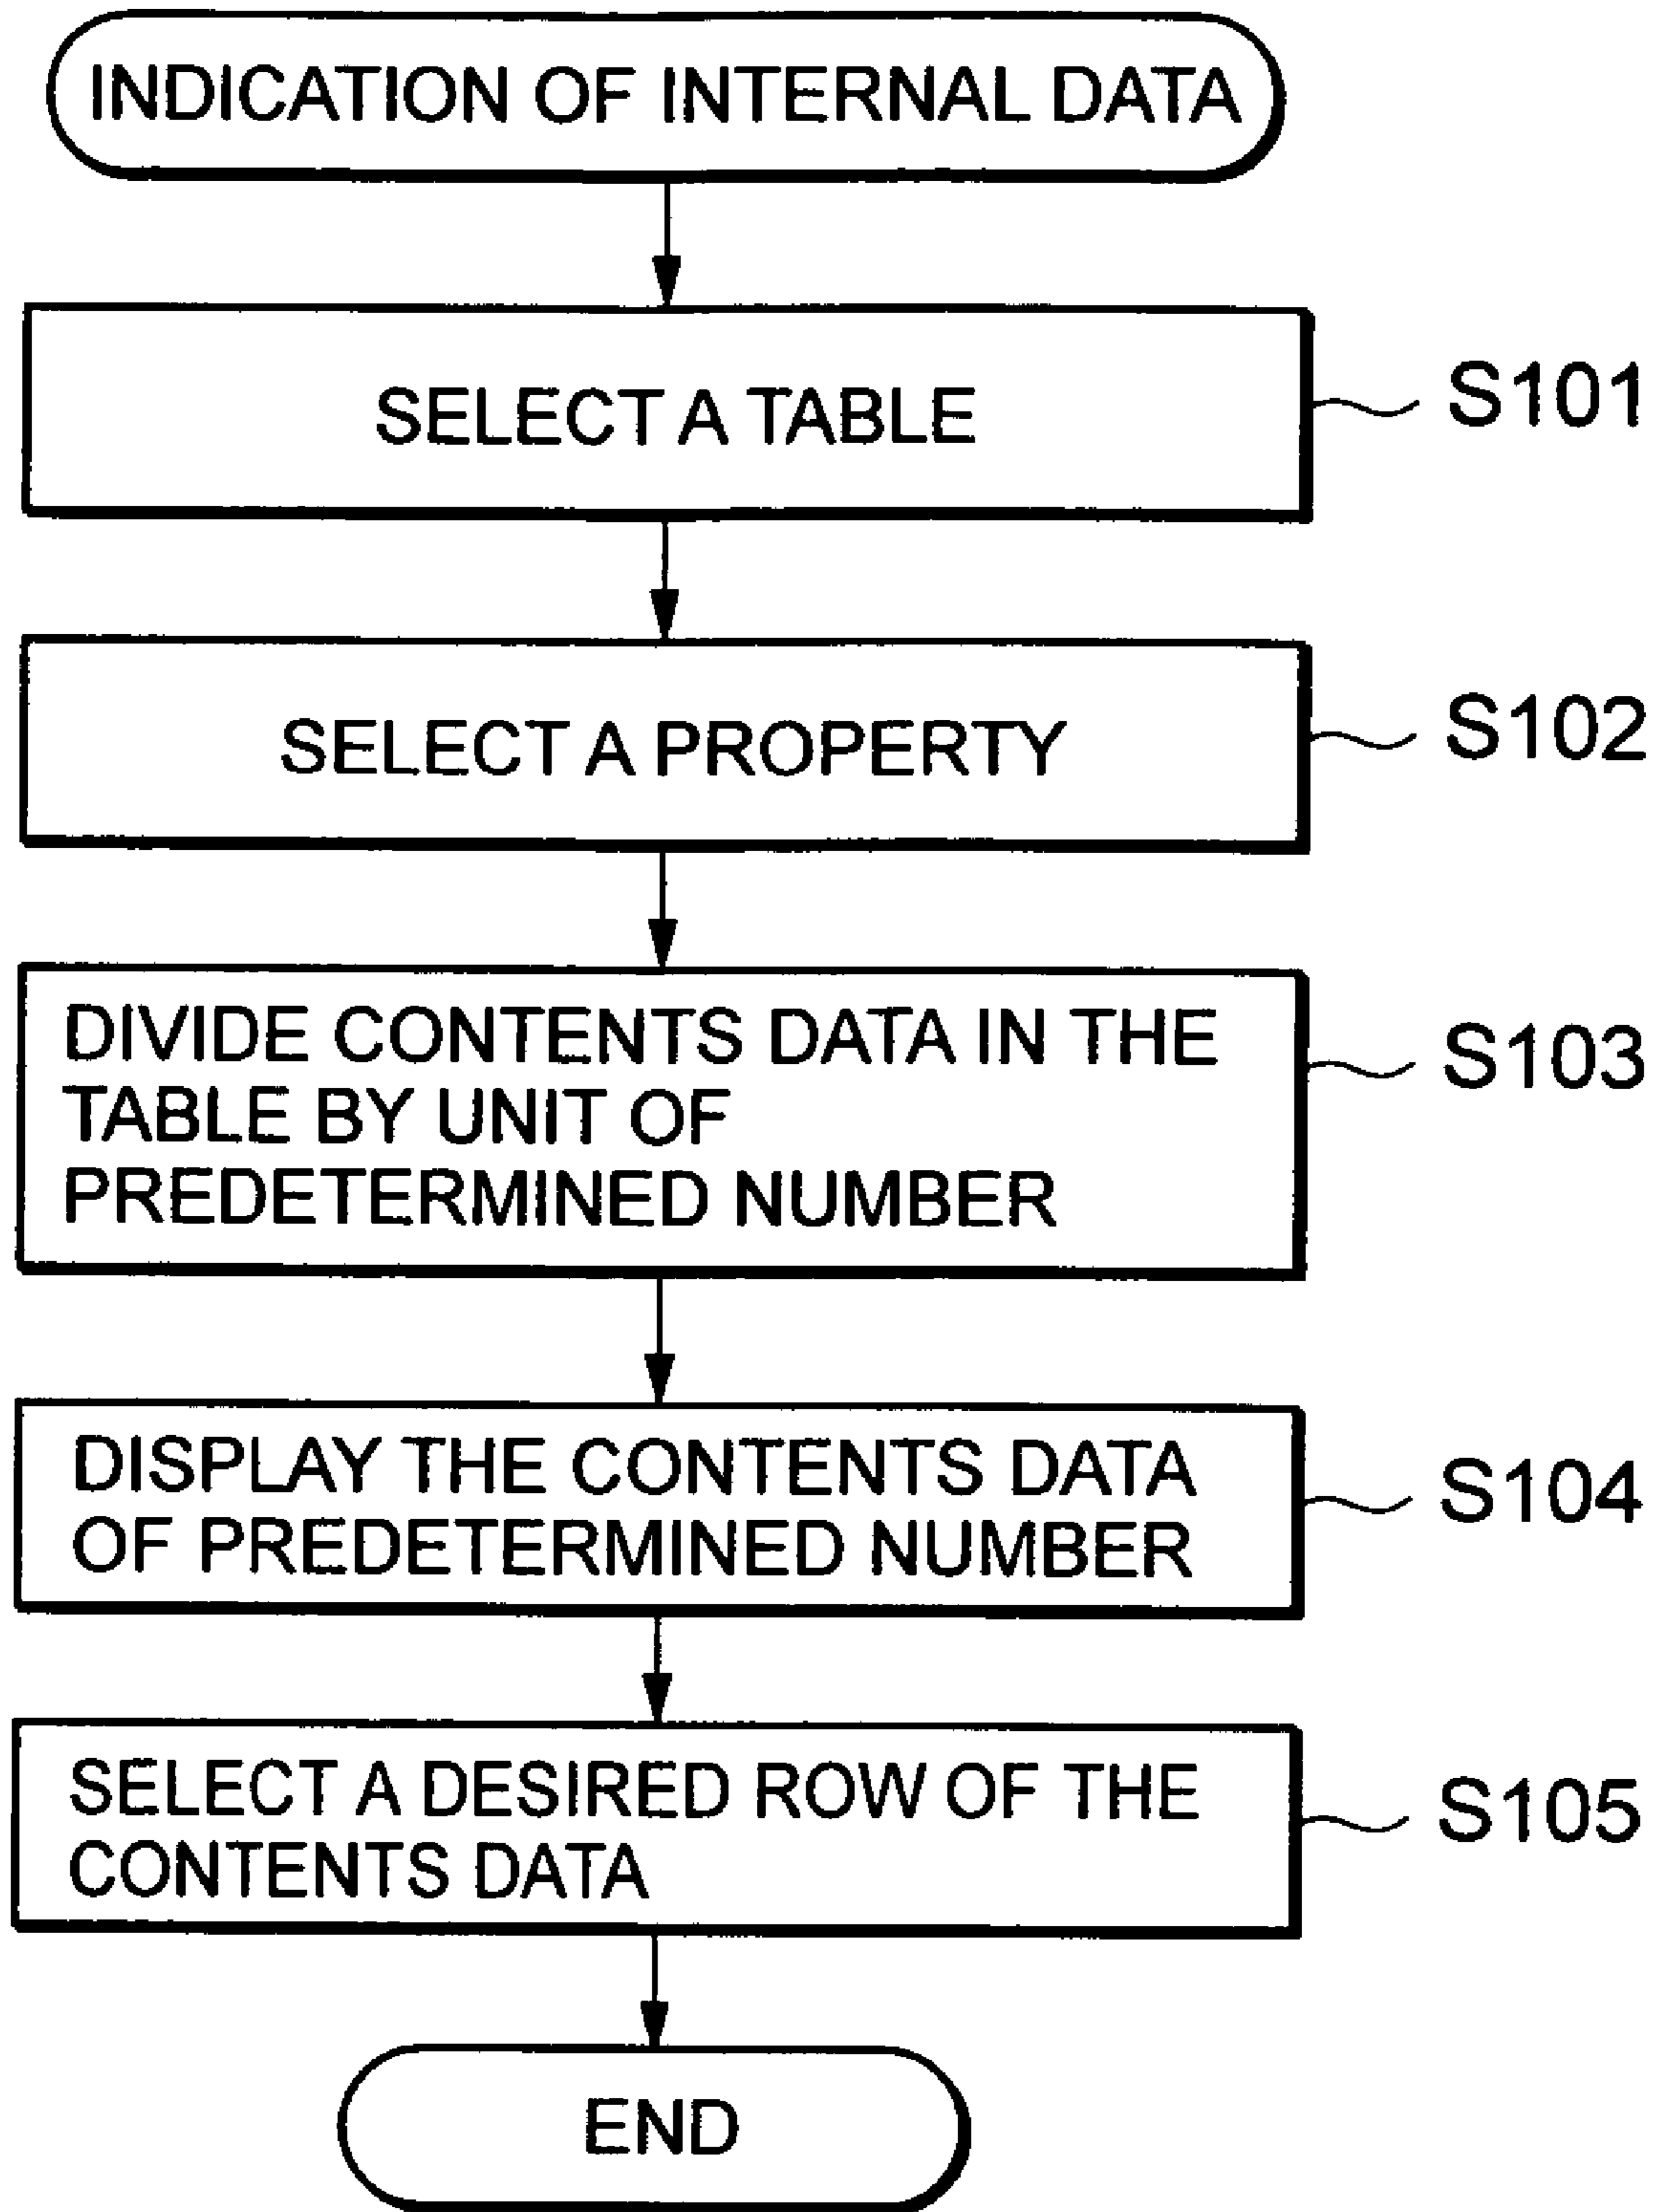 INDICATION OF INTERNAL DATA
SELECT A TABLE
S101
SELECT A PROPERTY
S102
DIVIDE CONTENTS DATA IN THE
TABLE BY UNIT OF
PREDETERMINED NUMBER
S103
DISPLAY THE CONTENTS DATA
OF PREDETERMINED NUMBER
S104
SELECT A DESIRED ROW OF THE
CONTENTS DATA
S105
END